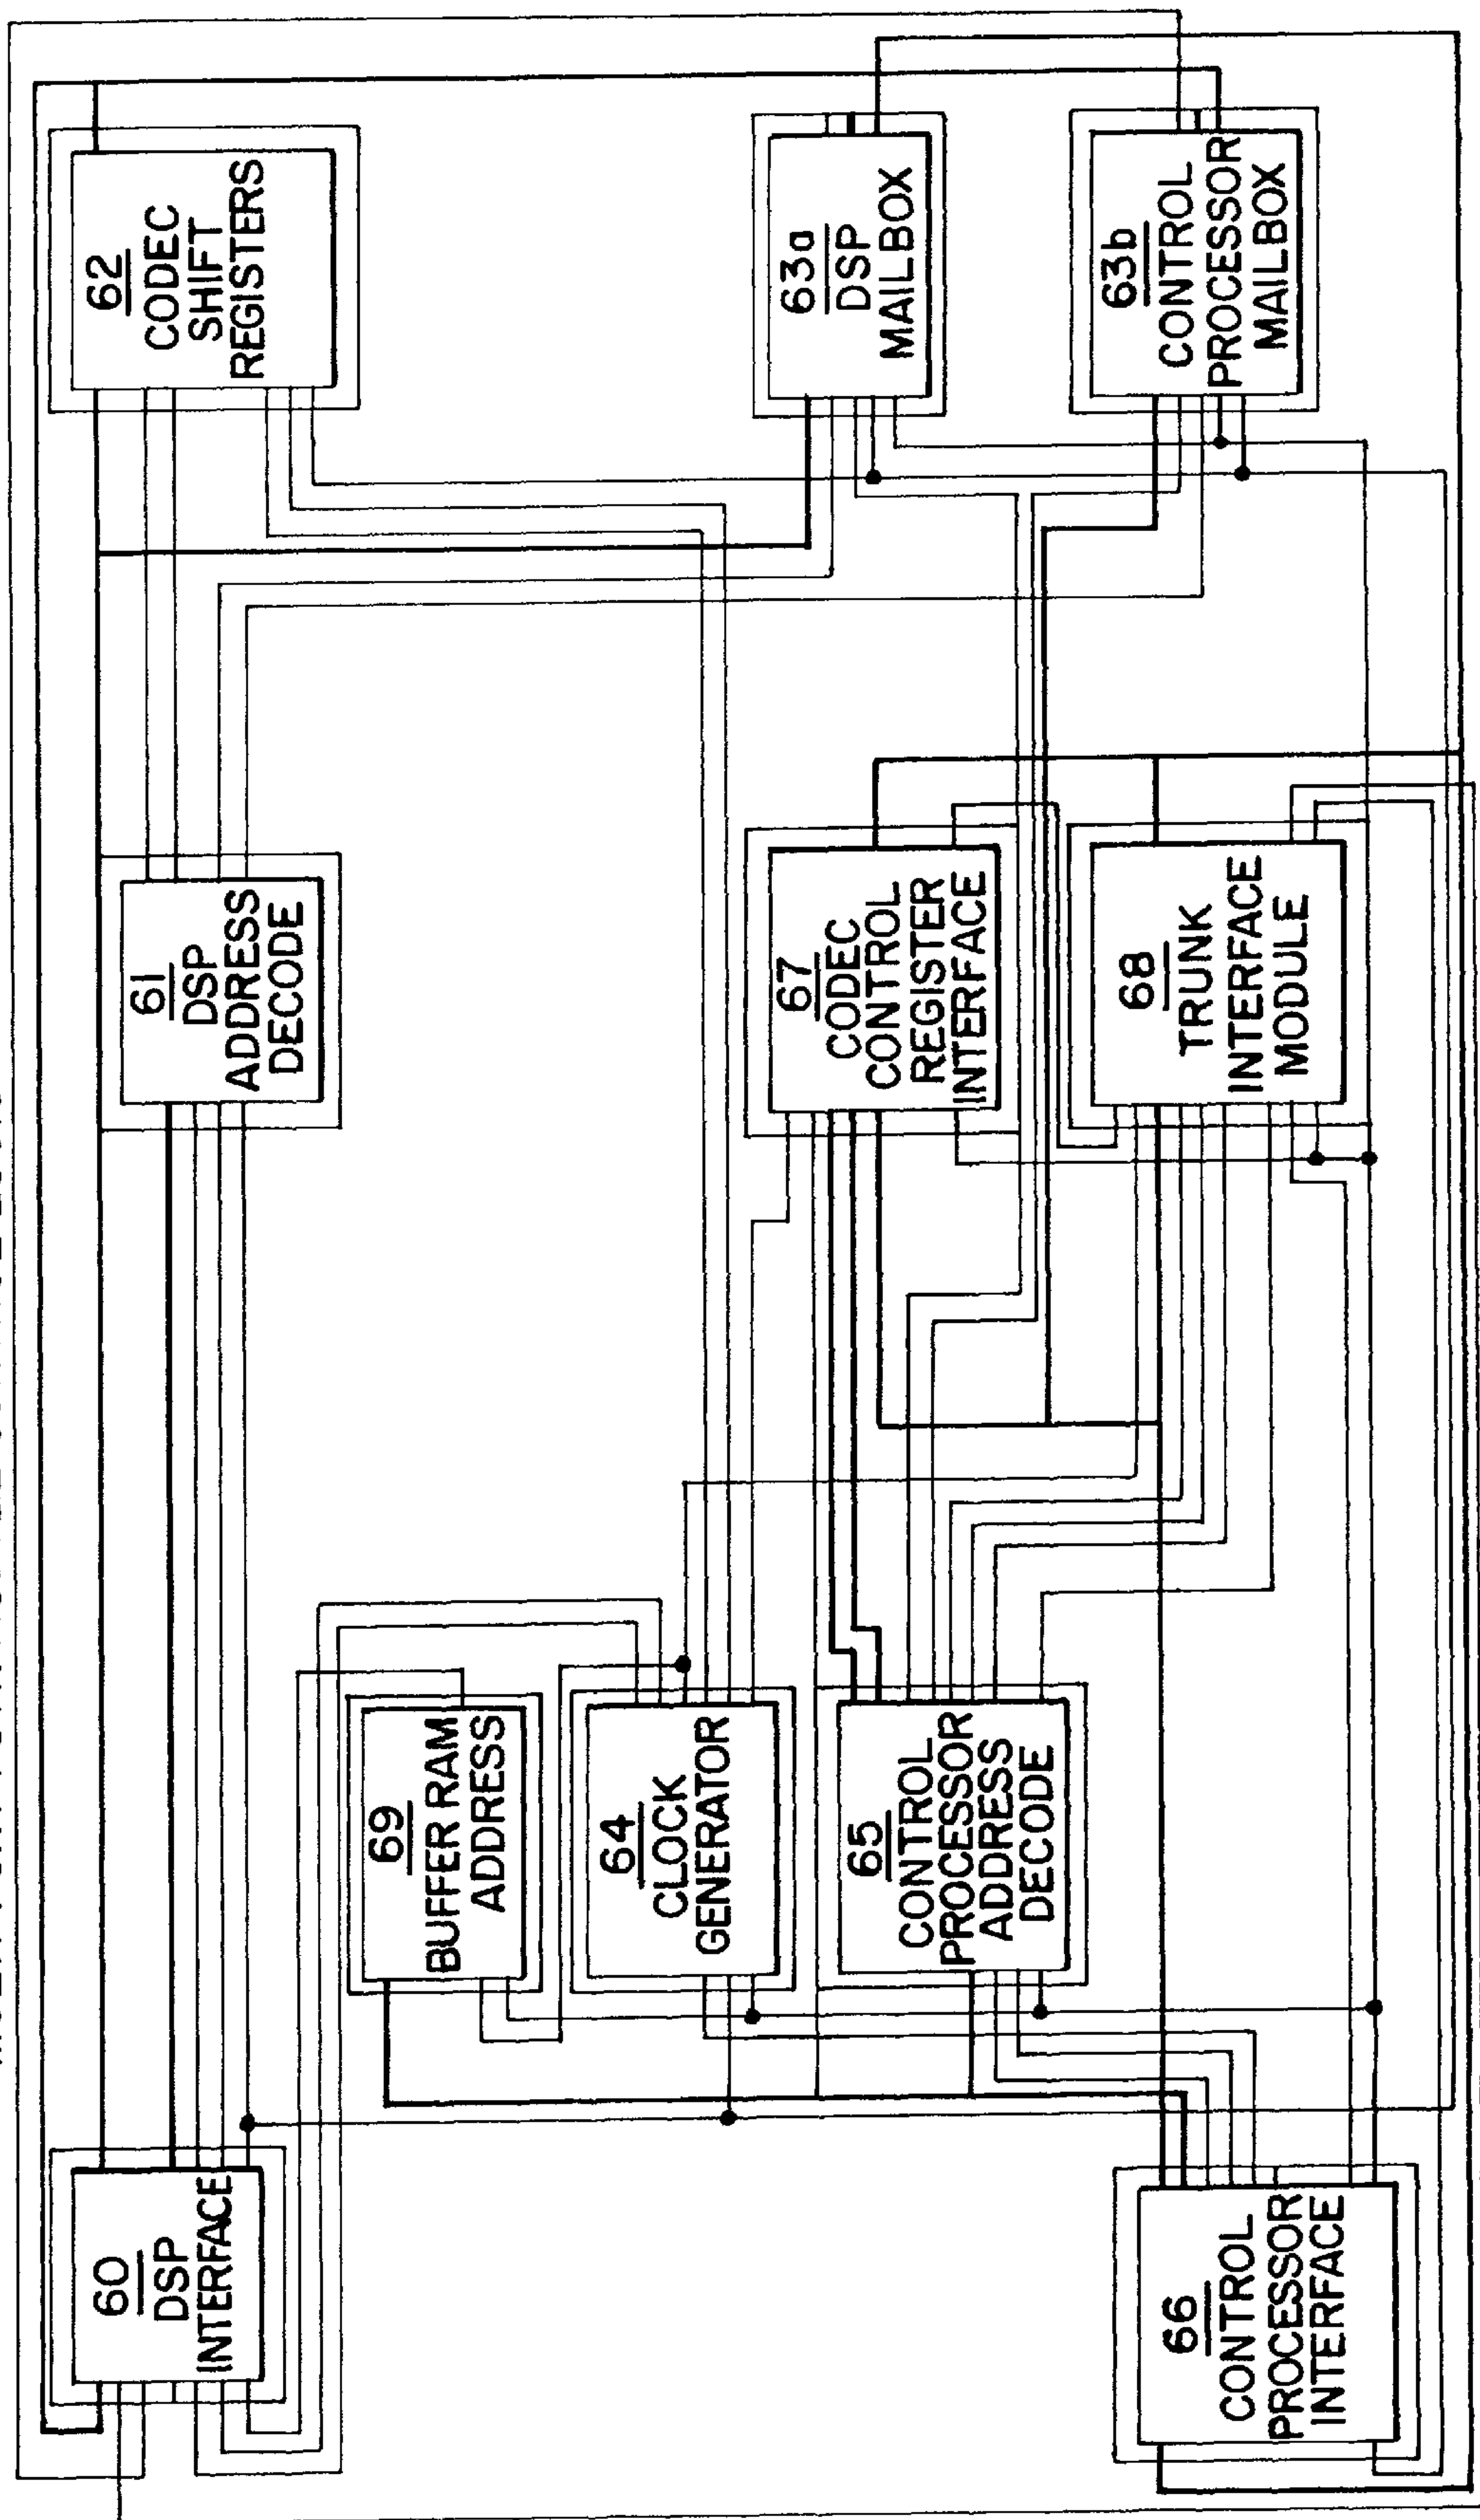 60
DSP
INTERFACE
61
DSP
ADDRESS
DECODE
62
CODEC
SHIFT
REGISTERS
69
BUFFER RAM
ADDRESS
64
CLOCK
GENERATOR
65
CONTROL
PROCESSOR
ADDRESS
DECODE
67
CODEC
CONTROL
REGISTER
INTERFACE
63a
DSP
MAILBOX
66
CONTROL
PROCESSOR
INTERFACE
68
TRUNK
INTERFACE
MODULE
63b
CONTROL
PROCESSOR
MAILBOX